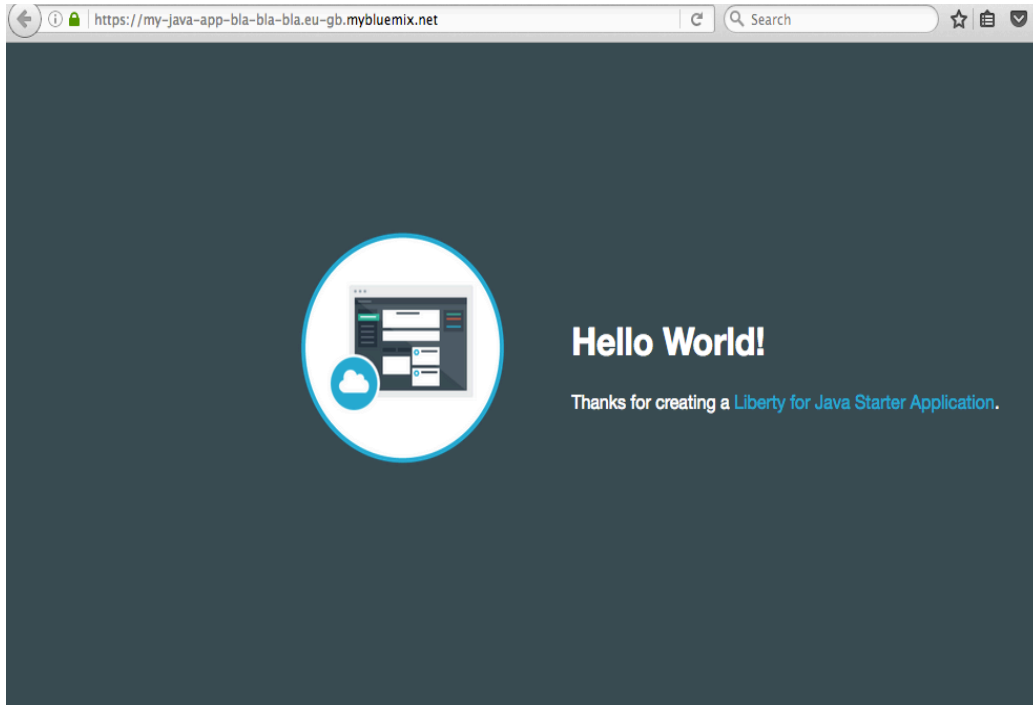 https://my-java-app-bla-bla-bla.eu-gb.mybluemix.net
Search
Hello World!
Thanks for creating a Liberty for Java Starter Application.